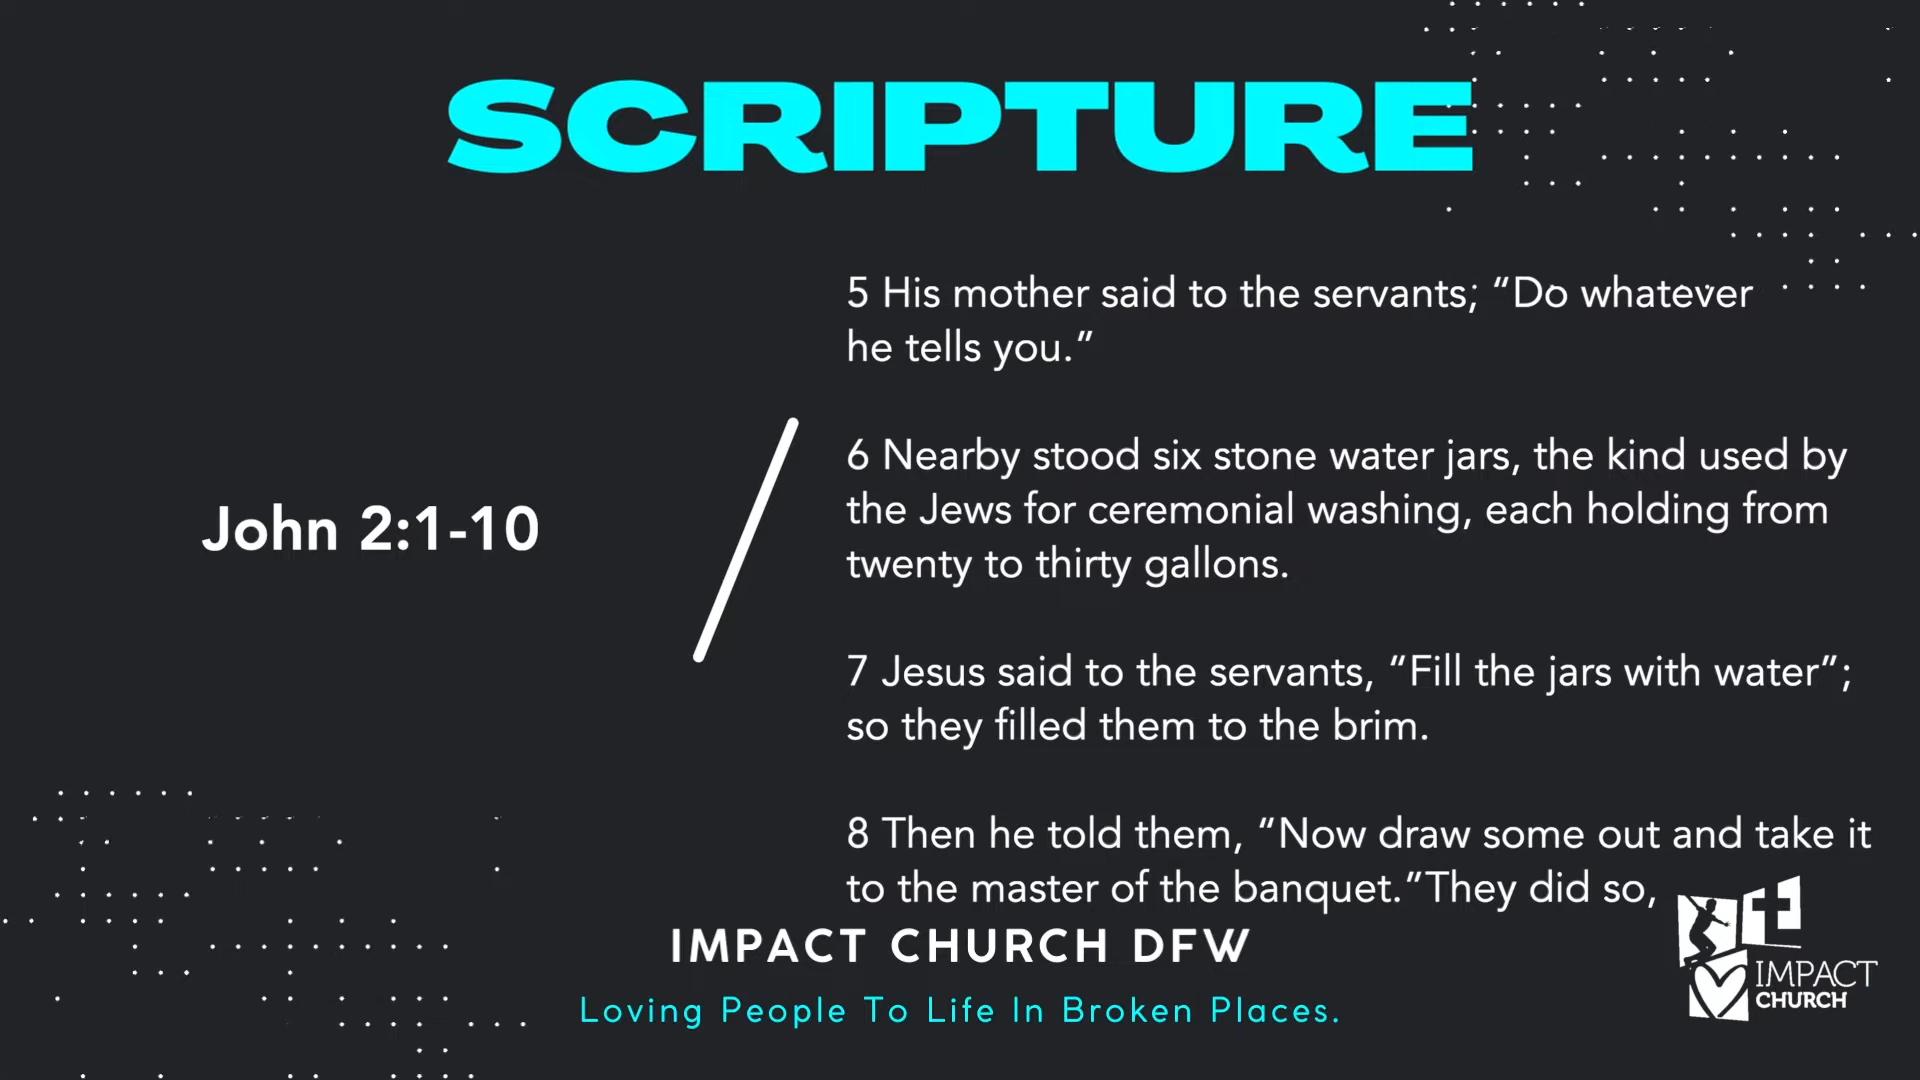 SCRIPTURE
John 2:1-10
5 His mother said to the servants; “Do whatever
he tells you.”
6 Nearby stood six stone water jars, the kind used by
the Jews for ceremonial washing, each holding from
twenty to thirty gallons.
7 Jesus said to the servants, “Fill the jars with water”;
so they filled them to the brim.
8 Then he told them, “Now draw some out and take it
to the master of the banquet.”They did so,
IMPACT CHURCH DFW
Loving People To Life In Broken Places.
IMPACT
CHURCH